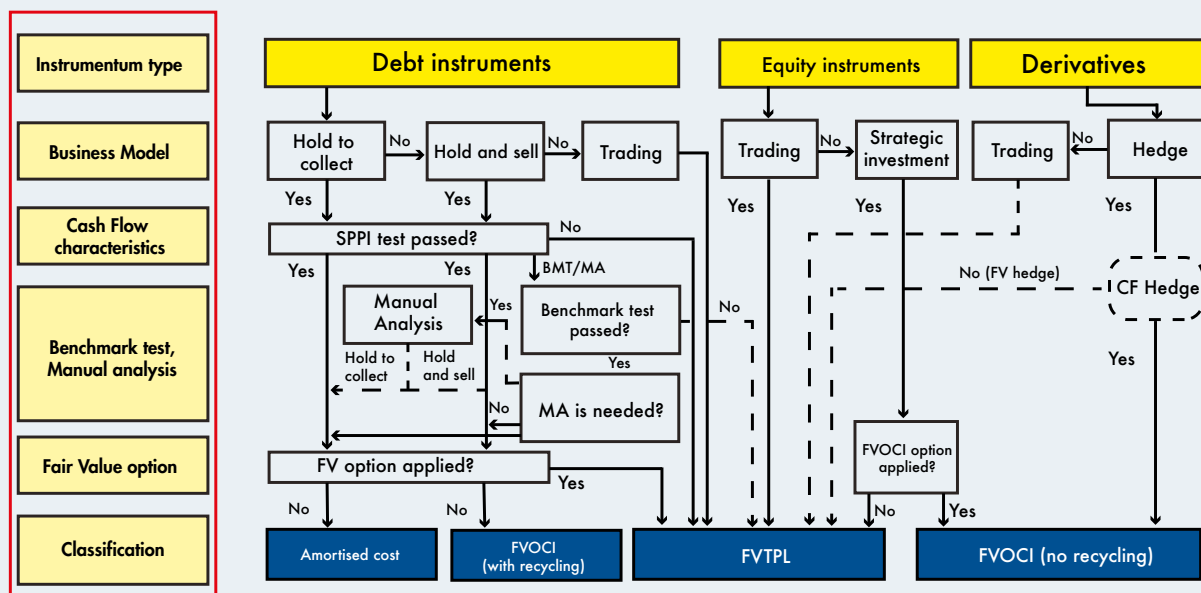 Instrumentum type
Debt instruments
Equity instruments
Derivatives
Business Model
Hold to
collect
No
Hold and sell
No
Trading
Trading
No
Strategic
investment
Trading
No
Hedge
Yes
Yes
Yes
Yes
Yes
Cash Flow
characteristics
SPPI test passed?
No
Yes
Yes
BMT/MA
No (FV hedge)
CF Hedge
Benchmark test,
Manual analysis
Manual
Analysis
Yes
Benchmark test
passed?
No
Hold to
collect
Hold
and sell
Yes
Yes
MA is needed?
No
Fair Value option
FV option applied?
Yes
FVOCI option
applied?
No
No
No
Yes
Classification
Amortised cost
FVOCI
(with recycling)
FVTPL
FVOCI (no recycling)